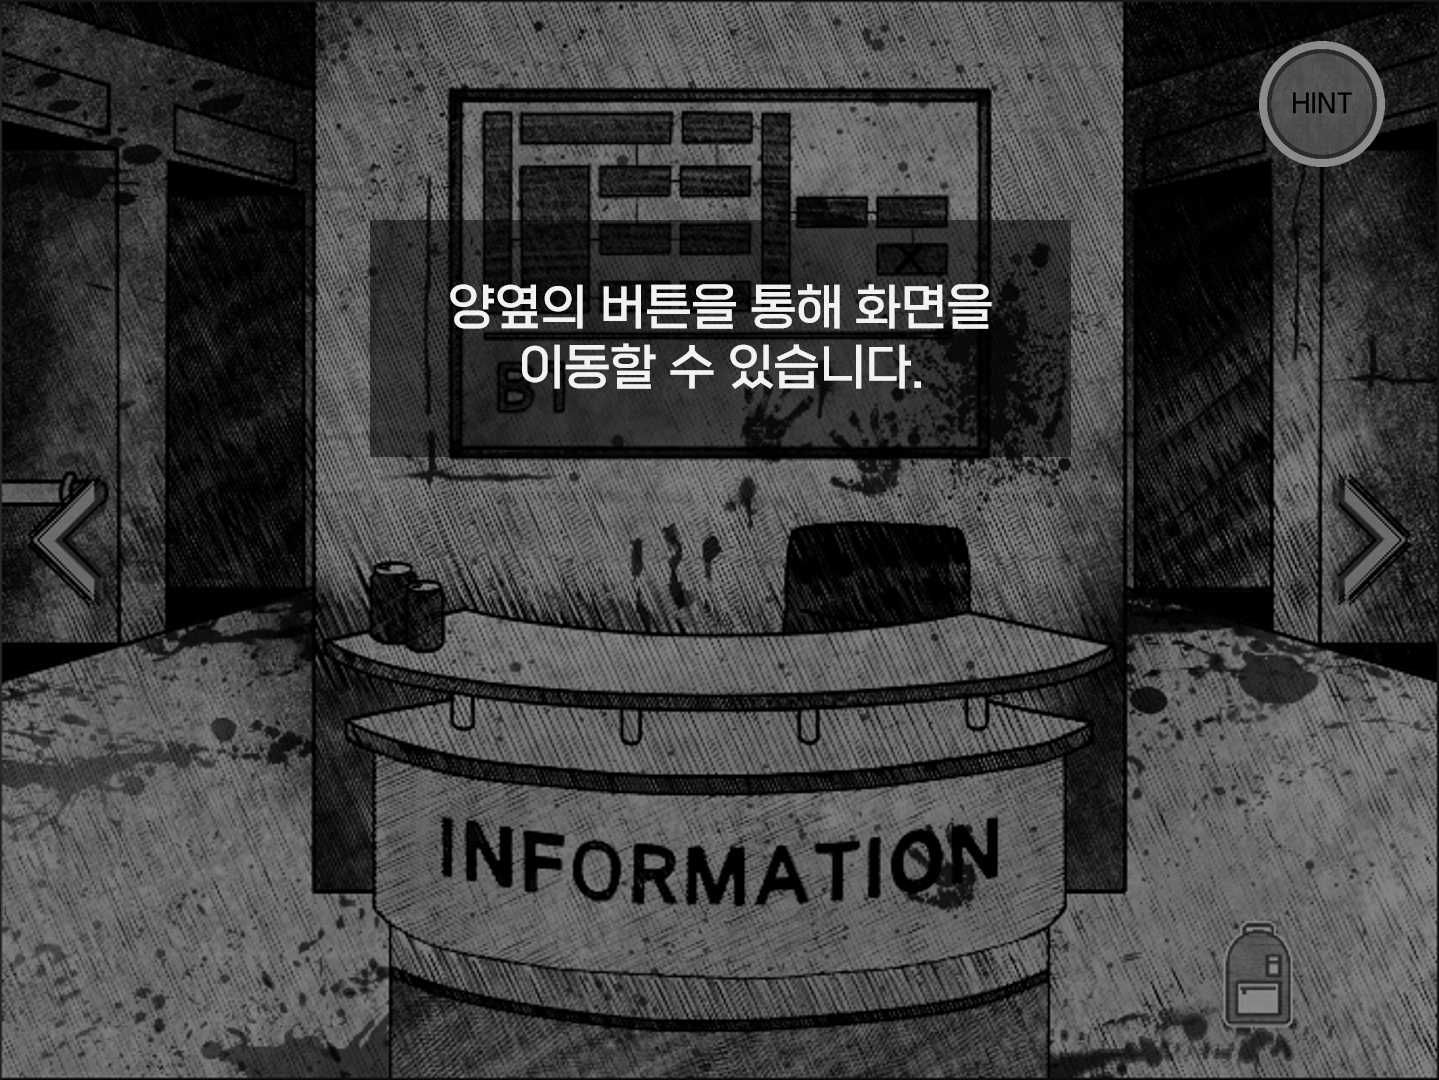 HINT
양옆의 버튼을 통해 화면을
이동할 수 있습니다.
B1
INFORMATION